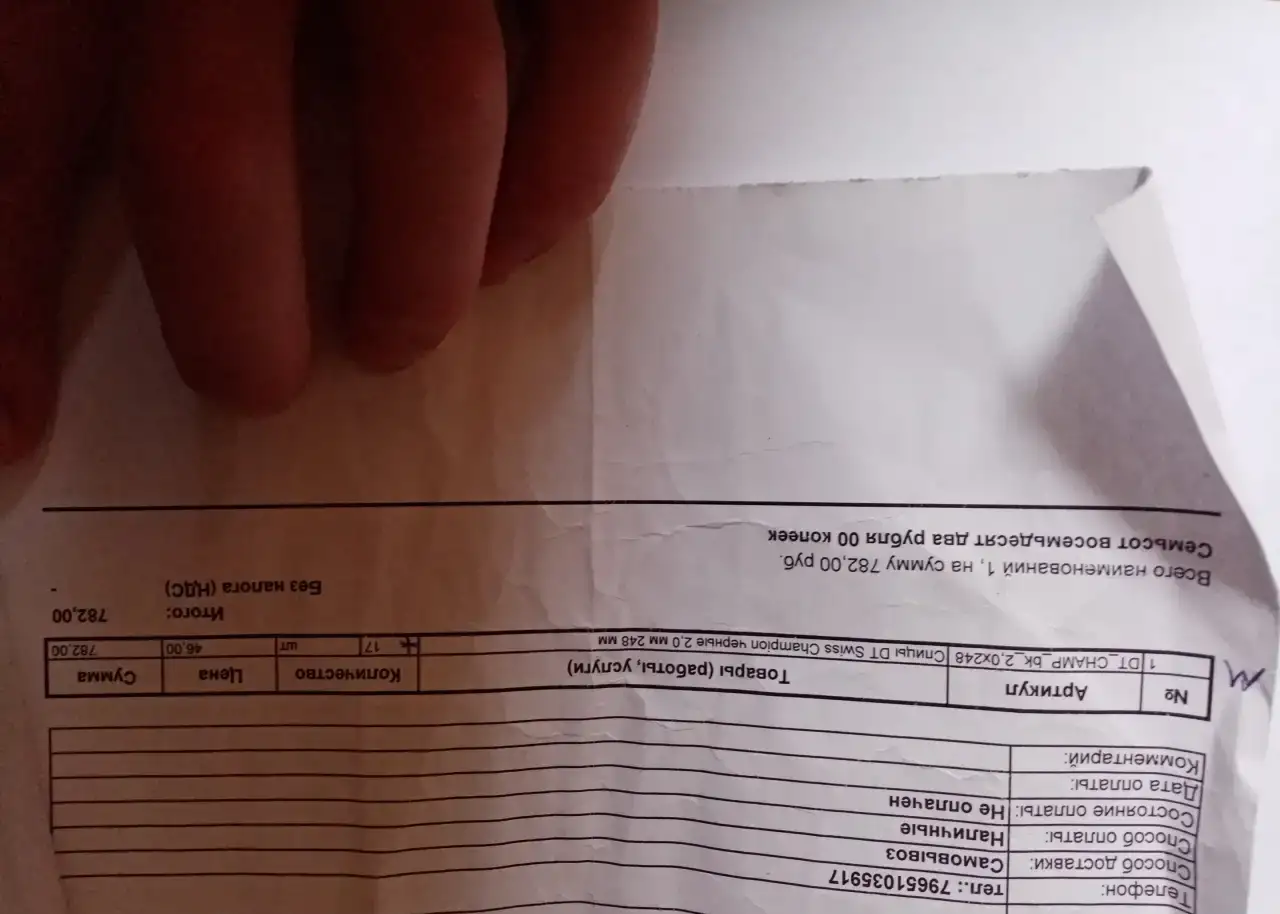 Телефон: тел.: 79651035917
Способ доставки: Самовывоз
Способ оплаты: Наличные
Состояние оплаты: Не оплачен
Дата оплаты:
Комментарий:
№ Артикул Товары (работы, услуги) Количество Цена Сумма
1 DT_CHAMP_bk_2,0x248 Спицы DT Swiss Champion черные 2,0 мм 248 мм 17 шт 46,00 782,00
Итого: 782,00
Без налога (НДС) -
Всего наименований 1, на сумму 782,00 руб.
Семьсот восемьдесят два рубля 00 копеек